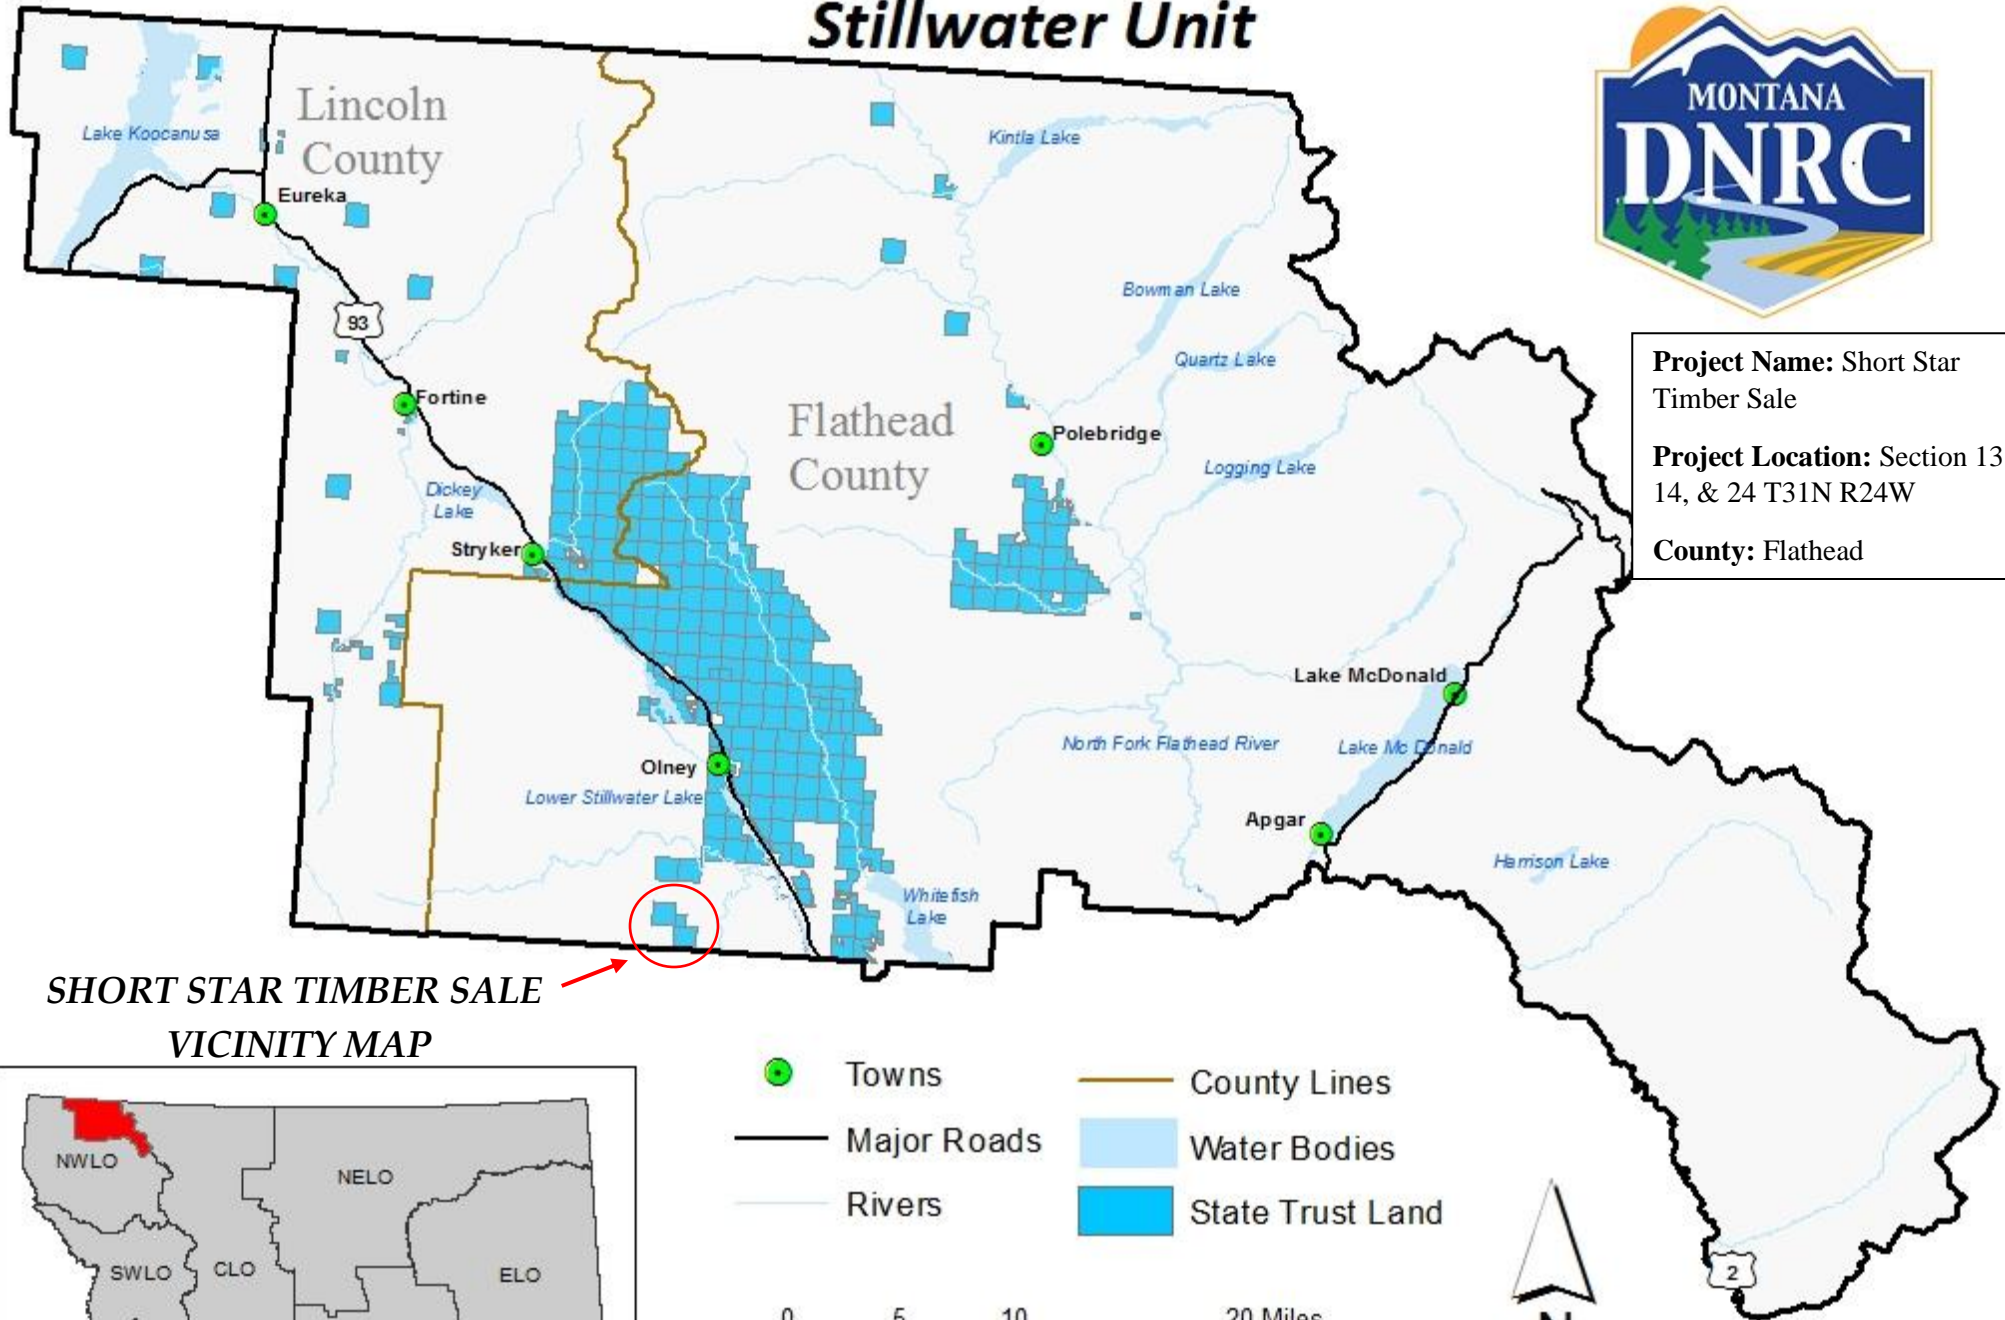 Stillwater Unit
MONTANA
DNRC
Lincoln
County
Lake Koocanusa
Eureka
93
Fortine
Dickey
Lake
Stryker
Flathead
County
Kintla Lake
Bowman Lake
Quartz Lake
Polebridge
Logging Lake
Project Name: Short Star
Timber Sale
Project Location: Section 13
14, & 24 T31N R24W
County: Flathead
Lake McDonald
North Fork Flathead River
Lake Mc Donald
Olney
Lower Stillwater Lake
Apgar
Harrison Lake
Whitefish
Lake
SHORT STAR TIMBER SALE
VICINITY MAP
NWLO
NELO
SWLO
CLO
ELO
Towns
Major Roads
Rivers
County Lines
Water Bodies
State Trust Land
2
0 5 10 20 Miles
N